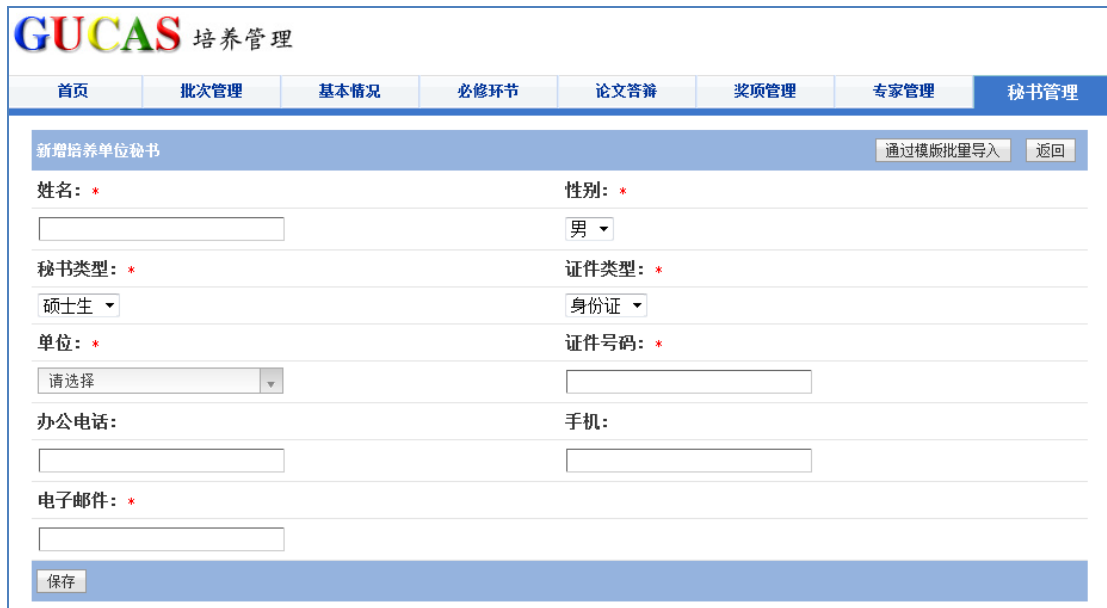 GUCAS 培养管理
首页 批次管理 基本情况 必修环节 论文答辩 奖项管理 专家管理 秘书管理
新增培养单位秘书 通过模版批量导入 返回
姓名：* 性别：*
男
秘书类型：* 证件类型：*
硕士生 身份证
单位：* 证件号码：*
请选择
办公电话： 手机：
电子邮件：*
保存